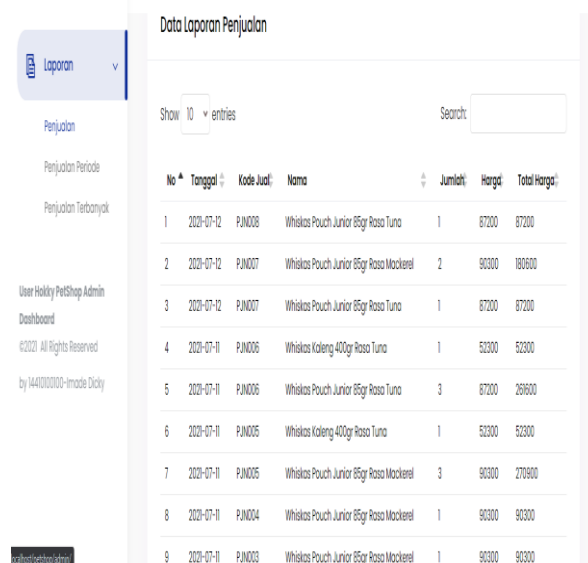 Data Laporan Penjualan
Laporan
Penjualan
Penjualan Periode
Penjualan Terbanyak
User Hokky PetShop Admin
Dashboard
©2021 All Rights Reserved
by 14410100100-Imade Dicky
Show 10 entries Search:
No Tanggal Kode Jual Nama Jumlah Harga Total Harga
1 2021-07-12 PJN008 Whiskas Pouch Junior 85gr Rasa Tuna 1 87200 87200
2 2021-07-12 PJN007 Whiskas Pouch Junior 85gr Rasa Mackerel 2 90300 180600
3 2021-07-12 PJN007 Whiskas Pouch Junior 85gr Rasa Tuna 1 87200 87200
4 2021-07-11 PJN006 Whiskas Kaleng 400gr Rasa Tuna 1 52300 52300
5 2021-07-11 PJN006 Whiskas Pouch Junior 85gr Rasa Tuna 3 87200 261600
6 2021-07-11 PJN005 Whiskas Kaleng 400gr Rasa Tuna 1 52300 52300
7 2021-07-11 PJN005 Whiskas Pouch Junior 85gr Rasa Mackerel 3 90300 270900
8 2021-07-11 PJN004 Whiskas Pouch Junior 85gr Rasa Mackerel 1 90300 90300
9 2021-07-11 PJN003 Whiskas Pouch Junior 85gr Rasa Mackerel 1 90300 90300
ocalhost/petshop/admin/